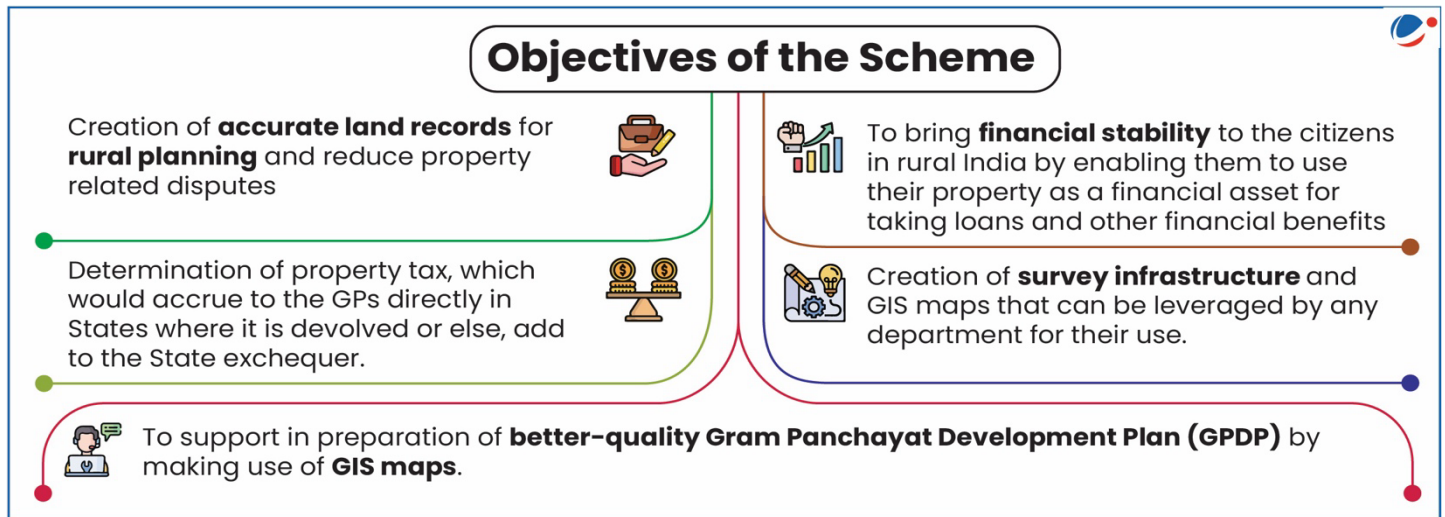 Objectives of the Scheme
Creation of accurate land records for
rural planning and reduce property
related disputes
To bring financial stability to the citizens
in rural India by enabling them to use
their property as a financial asset for
taking loans and other financial benefits
Determination of property tax, which
would accrue to the GPs directly in
States where it is devolved or else, add
to the State exchequer.
Creation of survey infrastructure and
GIS maps that can be leveraged by any
department for their use.
To support in preparation of better-quality Gram Panchayat Development Plan (GPDP) by
making use of GIS maps.